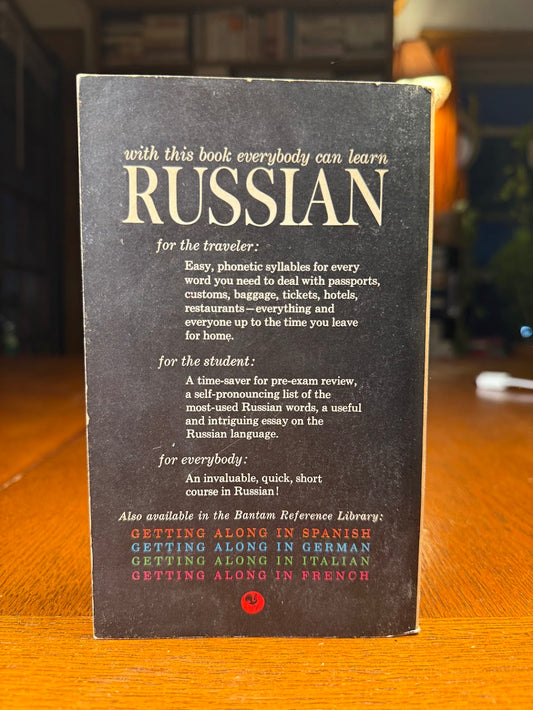 with this book everybody can learn
RUSSIAN
for the traveler:
Easy, phonetic syllables for every
word you need to deal with passports,
customs, baggage, tickets, hotels,
restaurants—everything and
everyone up to the time you leave
for home.
for the student:
A time-saver for pre-exam review,
a self-pronouncing list of the
most-used Russian words, a useful
and intriguing essay on the
Russian language.
for everybody:
An invaluable, quick, short
course in Russian!
Also available in the Bantam Reference Library:
GETTING ALONG IN SPANISH
GETTING ALONG IN GERMAN
GETTING ALONG IN ITALIAN
GETTING ALONG IN FRENCH